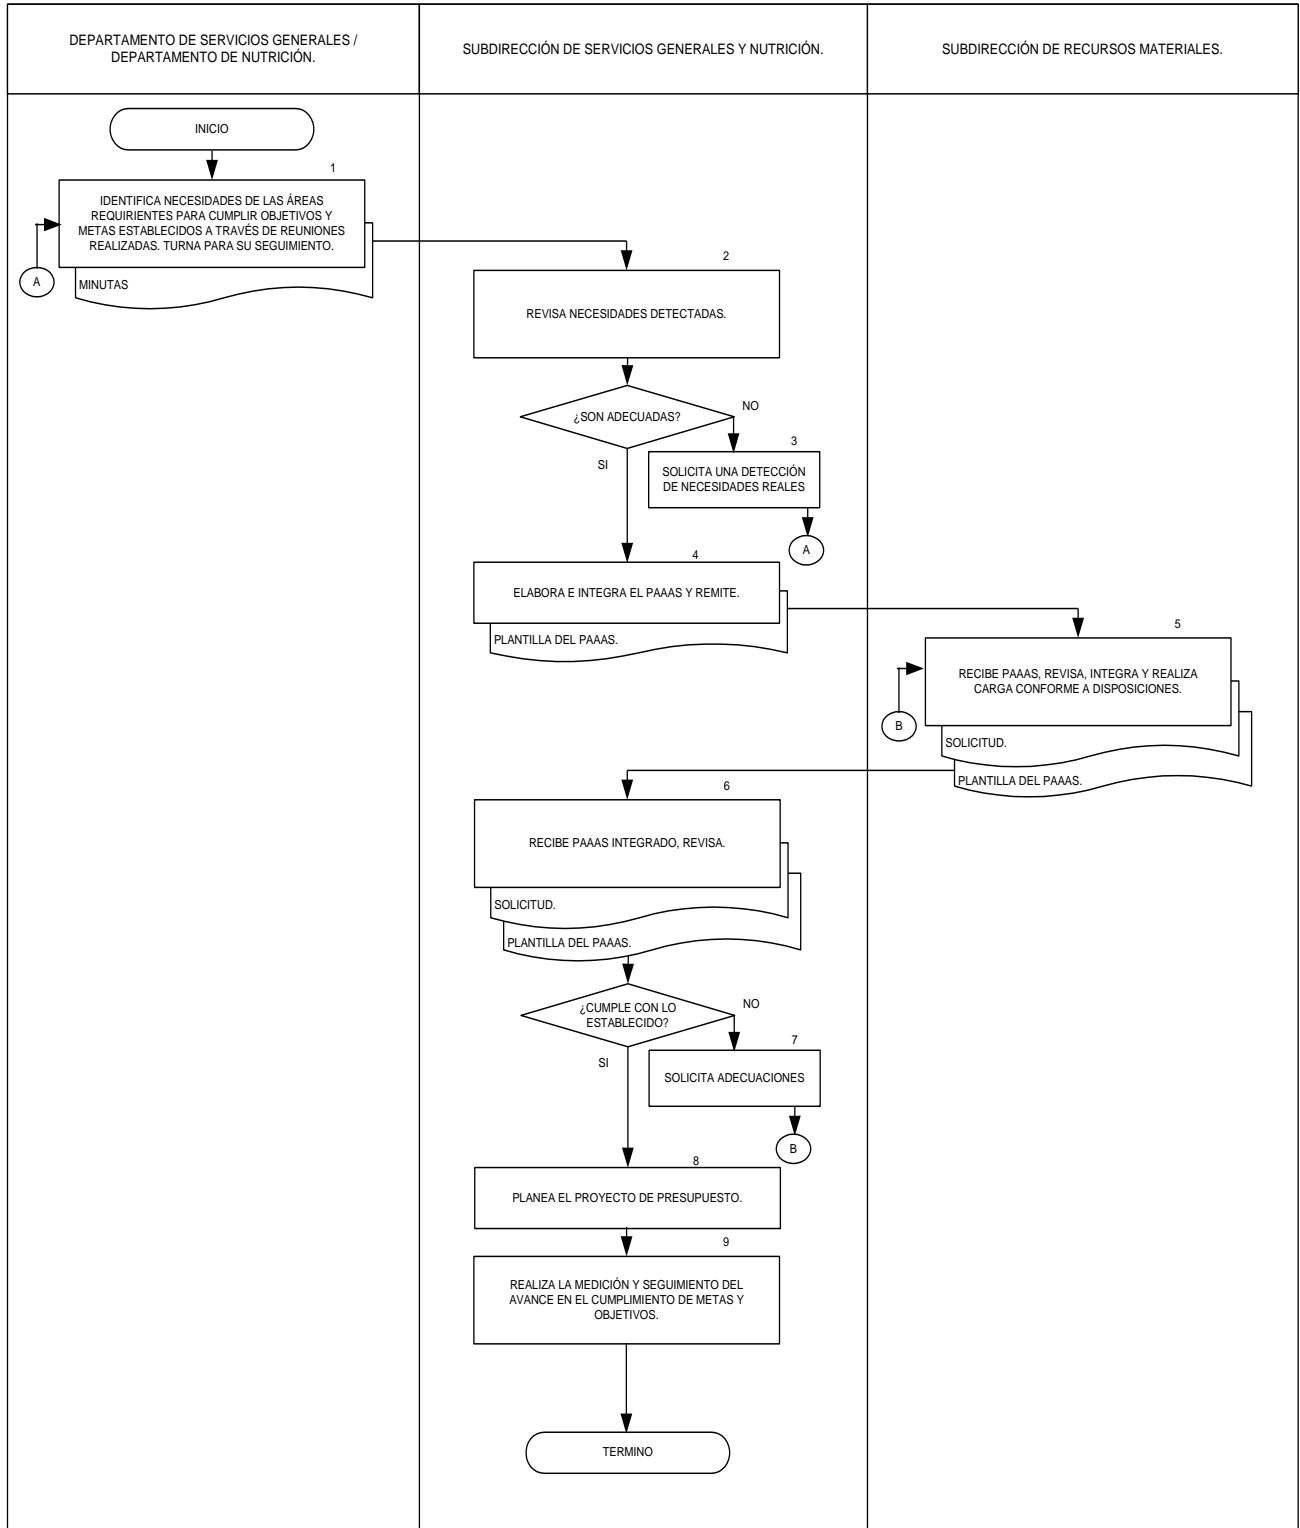 DEPARTAMENTO DE SERVICIOS GENERALES /
DEPARTAMENTO DE NUTRICIÓN.
SUBDIRECCIÓN DE SERVICIOS GENERALES Y NUTRICIÓN.
SUBDIRECCIÓN DE RECURSOS MATERIALES.
INICIO
1
IDENTIFICA NECESIDADES DE LAS ÁREAS
REQUIRIENTES PARA CUMPLIR OBJETIVOS Y
METAS ESTABLECIDOS A TRAVÉS DE REUNIONES
REALIZADAS. TURNA PARA SU SEGUIMIENTO.
A
MINUTAS
2
REVISA NECESIDADES DETECTADAS.
¿SON ADECUADAS?
NO
SI
3
SOLICITA UNA DETECCIÓN
DE NECESIDADES REALES
A
4
ELABORA E INTEGRA EL PAAAS Y REMITE.
PLANTILLA DEL PAAAS.
5
RECIBE PAAAS, REVISA, INTEGRA Y REALIZA
CARGA CONFORME A DISPOSICIONES.
B
SOLICITUD.
PLANTILLA DEL PAAAS.
6
RECIBE PAAAS INTEGRADO, REVISA.
SOLICITUD.
PLANTILLA DEL PAAAS.
¿CUMPLE CON LO
ESTABLECIDO?
NO
SI
7
SOLICITA ADECUACIONES
B
8
PLANEA EL PROYECTO DE PRESUPUESTO.
9
REALIZA LA MEDICIÓN Y SEGUIMIENTO DEL
AVANCE EN EL CUMPLIMIENTO DE METAS Y
OBJETIVOS.
TERMINO